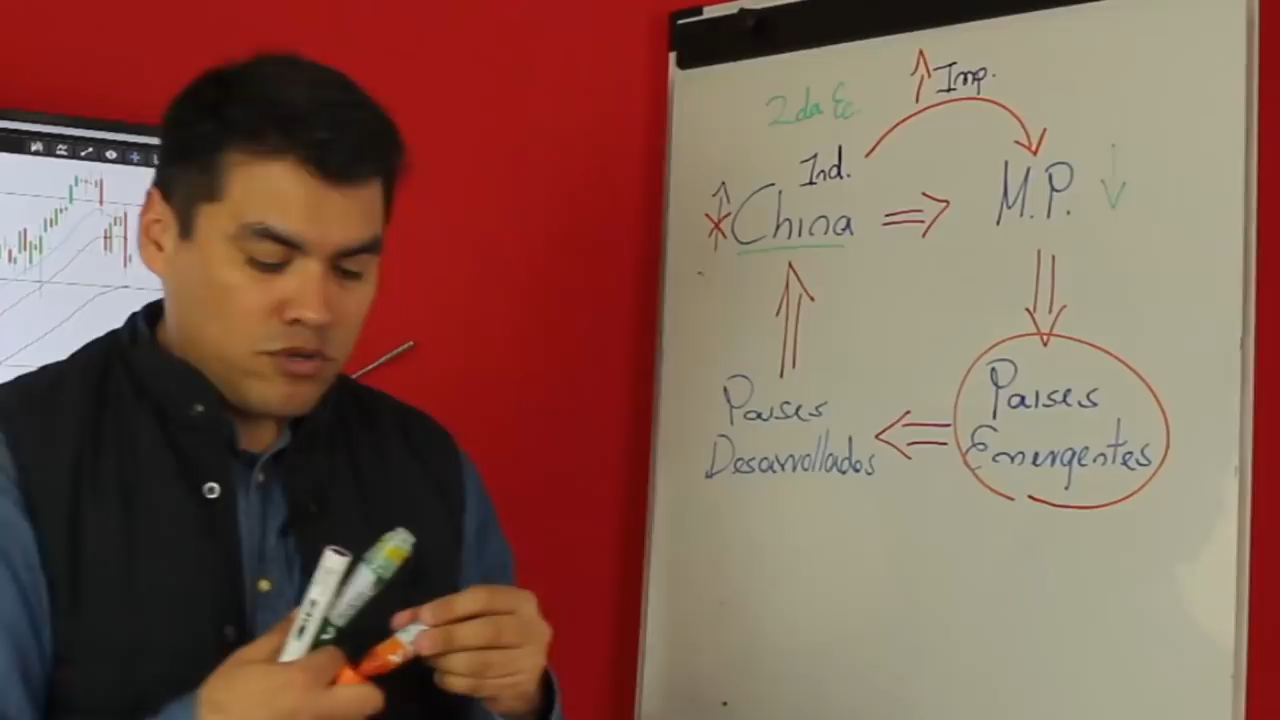 Imp.
2da Ec.
Ind.
China
M.P.
Paises
Desarrollados
Paises
Emergentes